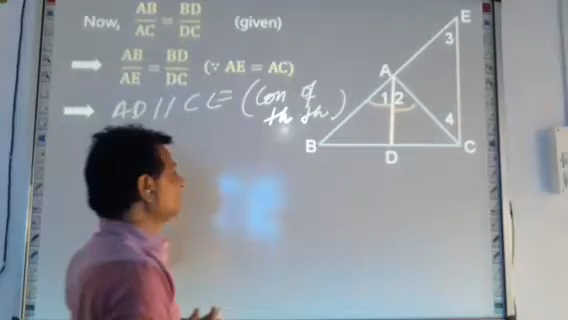 Now, AB/AC = BD/DC (given)
AB/AE = BD/DC (∵ AE = AC)
AD // CE (Con of
th th.)
E
3
A
1 2
4
B
D
C